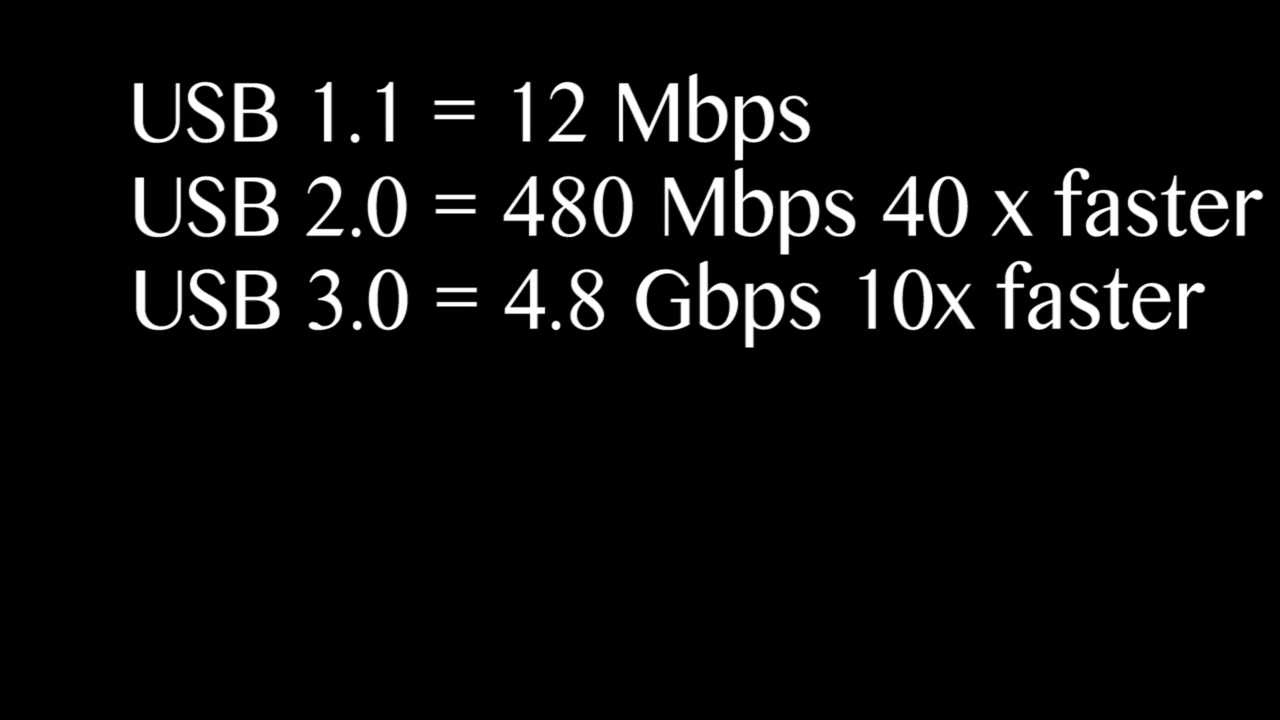 USB 1.1 = 12 Mbps
USB 2.0 = 480 Mbps 40 x faster
USB 3.0 = 4.8 Gbps 10x faster